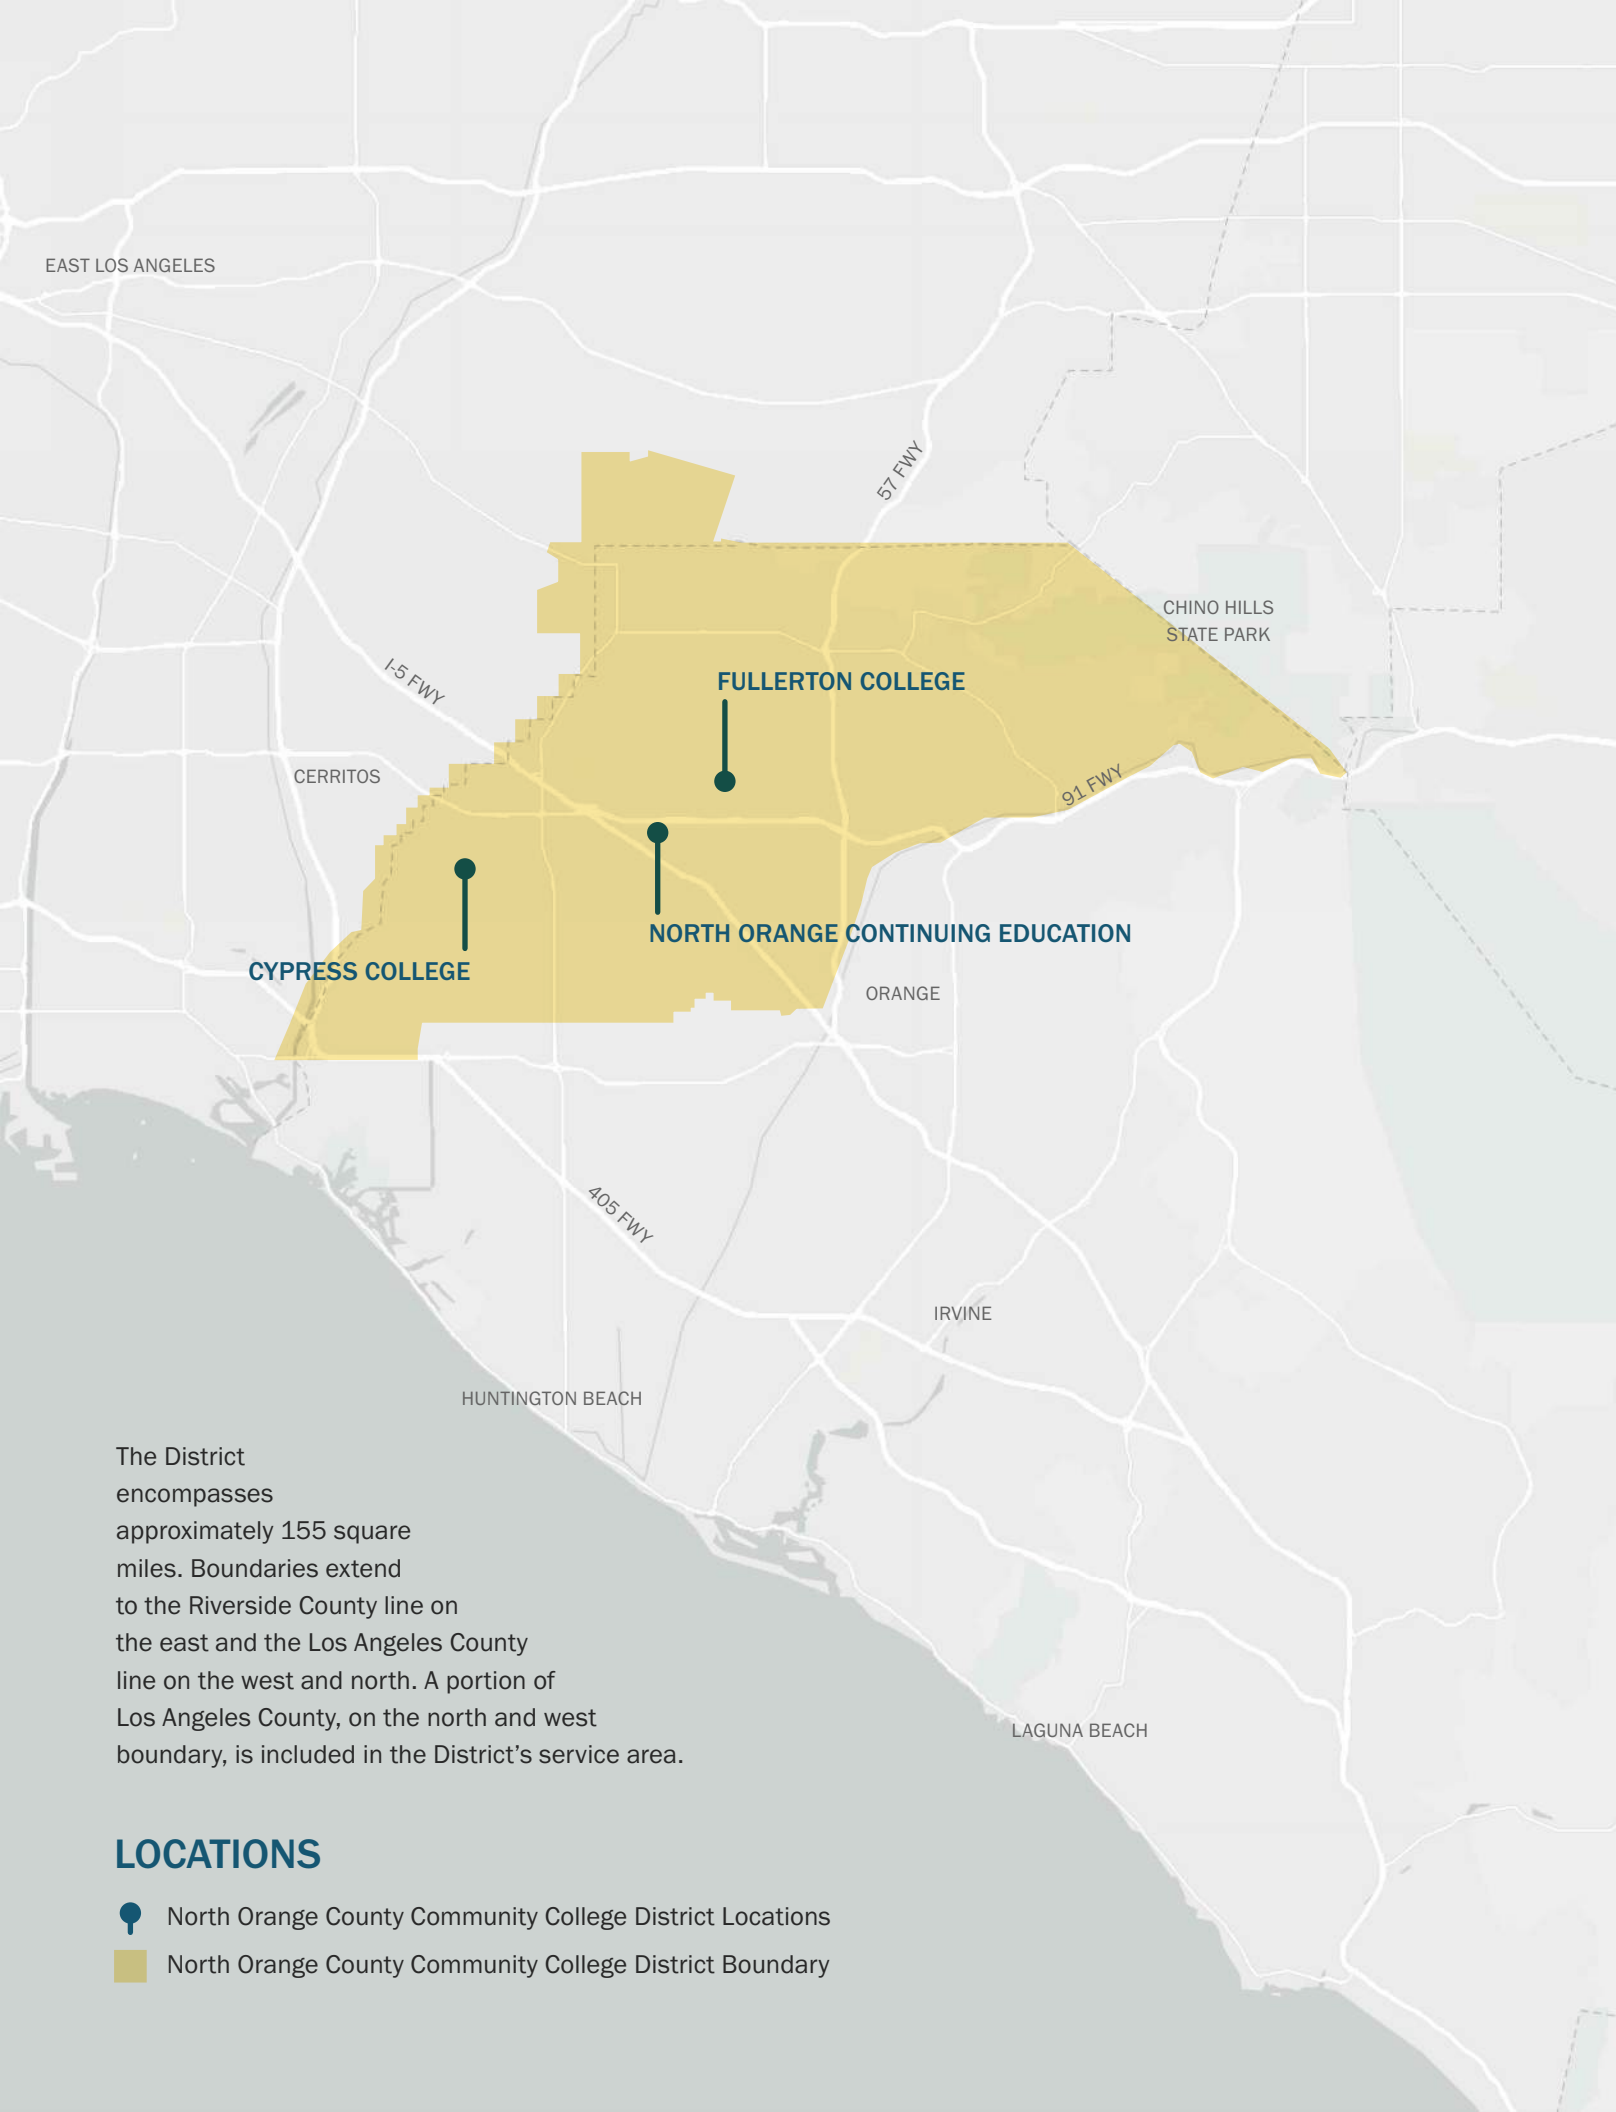 EAST LOS ANGELES
57 FWY
CHINO HILLS
STATE PARK
I-5 FWY
FULLERTON COLLEGE
CERRITOS
91 FWY
NORTH ORANGE CONTINUING EDUCATION
CYPRESS COLLEGE
ORANGE
405 FWY
IRVINE
HUNTINGTON BEACH
The District
encompasses
approximately 155 square
miles. Boundaries extend
to the Riverside County line on
the east and the Los Angeles County
line on the west and north. A portion of
Los Angeles County, on the north and west
boundary, is included in the District’s service area.
LAGUNA BEACH
LOCATIONS
North Orange County Community College District Locations
North Orange County Community College District Boundary